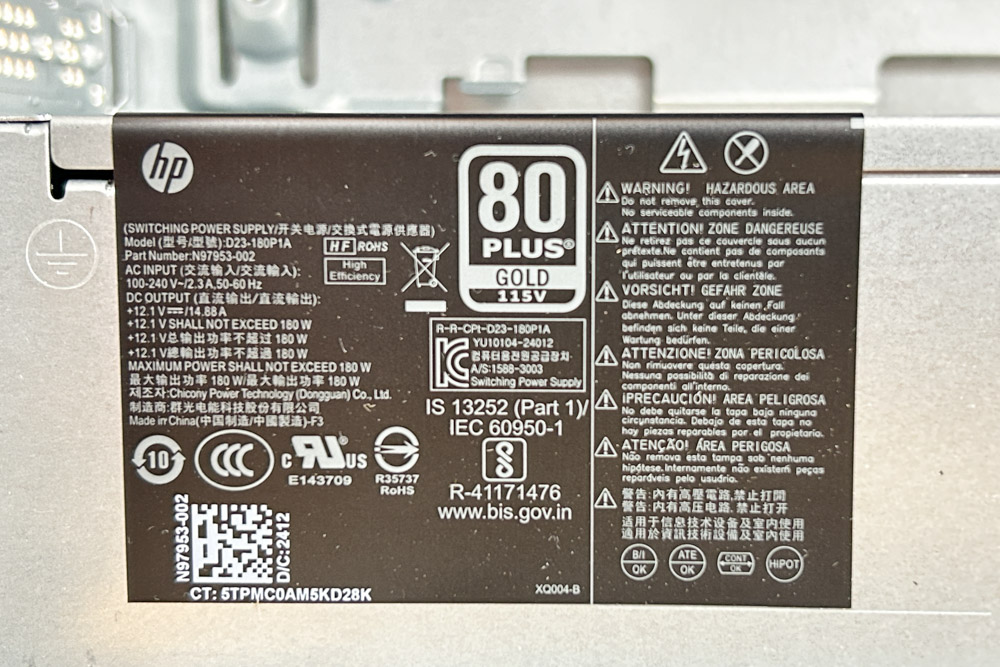 hp
(SWITCHING POWER SUPPLY/开关电源/交換式電源供應器)
Model (型号/型號):D23-180P1A
Part Number:N97953-002
AC INPUT (交流输入/交流輸入):
100-240 V~/2.3 A,50-60 Hz
DC OUTPUT (直流输出/直流輸出):
+12.1 V⎓/14.88 A
+12.1 V SHALL NOT EXCEED 180 W
+12.1 V总输出功率不超过 180 W
+12.1 V總輸出功率不超過 180 W
MAXIMUM POWER SHALL NOT EXCEED 180 W
最大输出功率 180 W/最大輸出功率 180 W
제조자:Chicony Power Technology (Dongguan) Co., Ltd.
制造商:群光电能科技股份有限公司
Made in China(中国制造/中國製造)-F3
HF ROHS
High
Efficiency
80
PLUS®
GOLD
115V
R-R-CPt-D23-180P1A
YU10104-24012
컴퓨터용전원공급장치
A/S:1588-3003
Switching Power Supply
IS 13252 (Part 1)/
IEC 60950-1
R-41171476
www.bis.gov.in
10
CCC
c RU® US
E143709
R35737
RoHS
N97953-002
D/C:2412
CT: 5TPMC0AM5KD28K
XQ004-B
WARNING! HAZARDOUS AREA
Do not remove this cover.
No serviceable components inside.
ATTENTION! ZONE DANGEREUSE
Ne retirez pas ce couvercle sous aucun
prétexte.Ne contient pas de composants
qui puissent être entretenus par
l'utilisateur ou par la clientèle.
VORSICHT! GEFAHR ZONE
Diese Abdeckung auf keinen Fall
abnehmen. Unter dieser Abdeckung
befinden sich keine Teile, die einer
Wartung bedürfen.
ATTENZIONE! ZONA PERICOLOSA
Non rimuovere questa copertura.
Nessuna possibilità di reparazione dei
componenti all'interno.
¡PRECAUCIÓN! AREA PELIGROSA
No debe quitarse la tapa bajo ninguna
circunstancia. Debajo de esta tapa no
hay piezas reparables por el propietario.
ATENÇAO! ÁREA PERIGOSA
Não remova esta tampa sob nenhuma
hipótese.Internamente não existem peças
repardveis pelo usuário.
警告:内有高壓電路,禁止打開
警告:内有高压电路,禁止打开
适用于信息技术设备及室内使用
適用於資訊技術設備及室內使用
B/I
OK
ATE
OK
CONT
OK
HiPOT